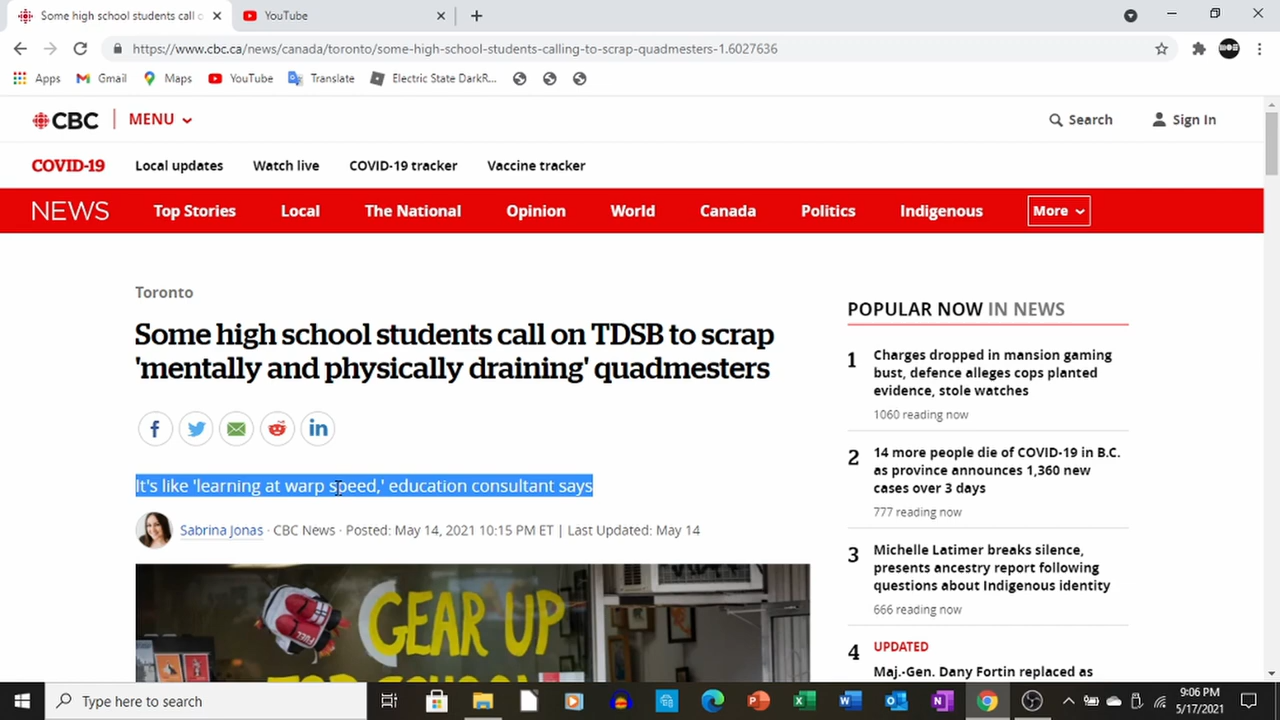 Some high school students call o
YouTube
https://www.cbc.ca/news/canada/toronto/some-high-school-students-calling-to-scrap-quadmesters-1.6027636
Apps
Gmail
Maps
YouTube
Translate
Electric State DarkR...
CBC
MENU
Search
Sign In
COVID-19
Local updates
Watch live
COVID-19 tracker
Vaccine tracker
NEWS
Top Stories
Local
The National
Opinion
World
Canada
Politics
Indigenous
More
Toronto
Some high school students call on TDSB to scrap
'mentally and physically draining' quadmesters
It's like 'learning at warp speed,' education consultant says
Sabrina Jonas · CBC News · Posted: May 14, 2021 10:15 PM ET | Last Updated: May 14
GEAR UP
FUEL
POPULAR NOW IN NEWS
1
Charges dropped in mansion gaming
bust, defence alleges cops planted
evidence, stole watches
1060 reading now
2
14 more people die of COVID-19 in B.C.
as province announces 1,360 new
cases over 3 days
777 reading now
3
Michelle Latimer breaks silence,
presents ancestry report following
questions about Indigenous identity
666 reading now
4
UPDATED
Maj.-Gen. Dany Fortin replaced as
Type here to search
9:06 PM
5/17/2021